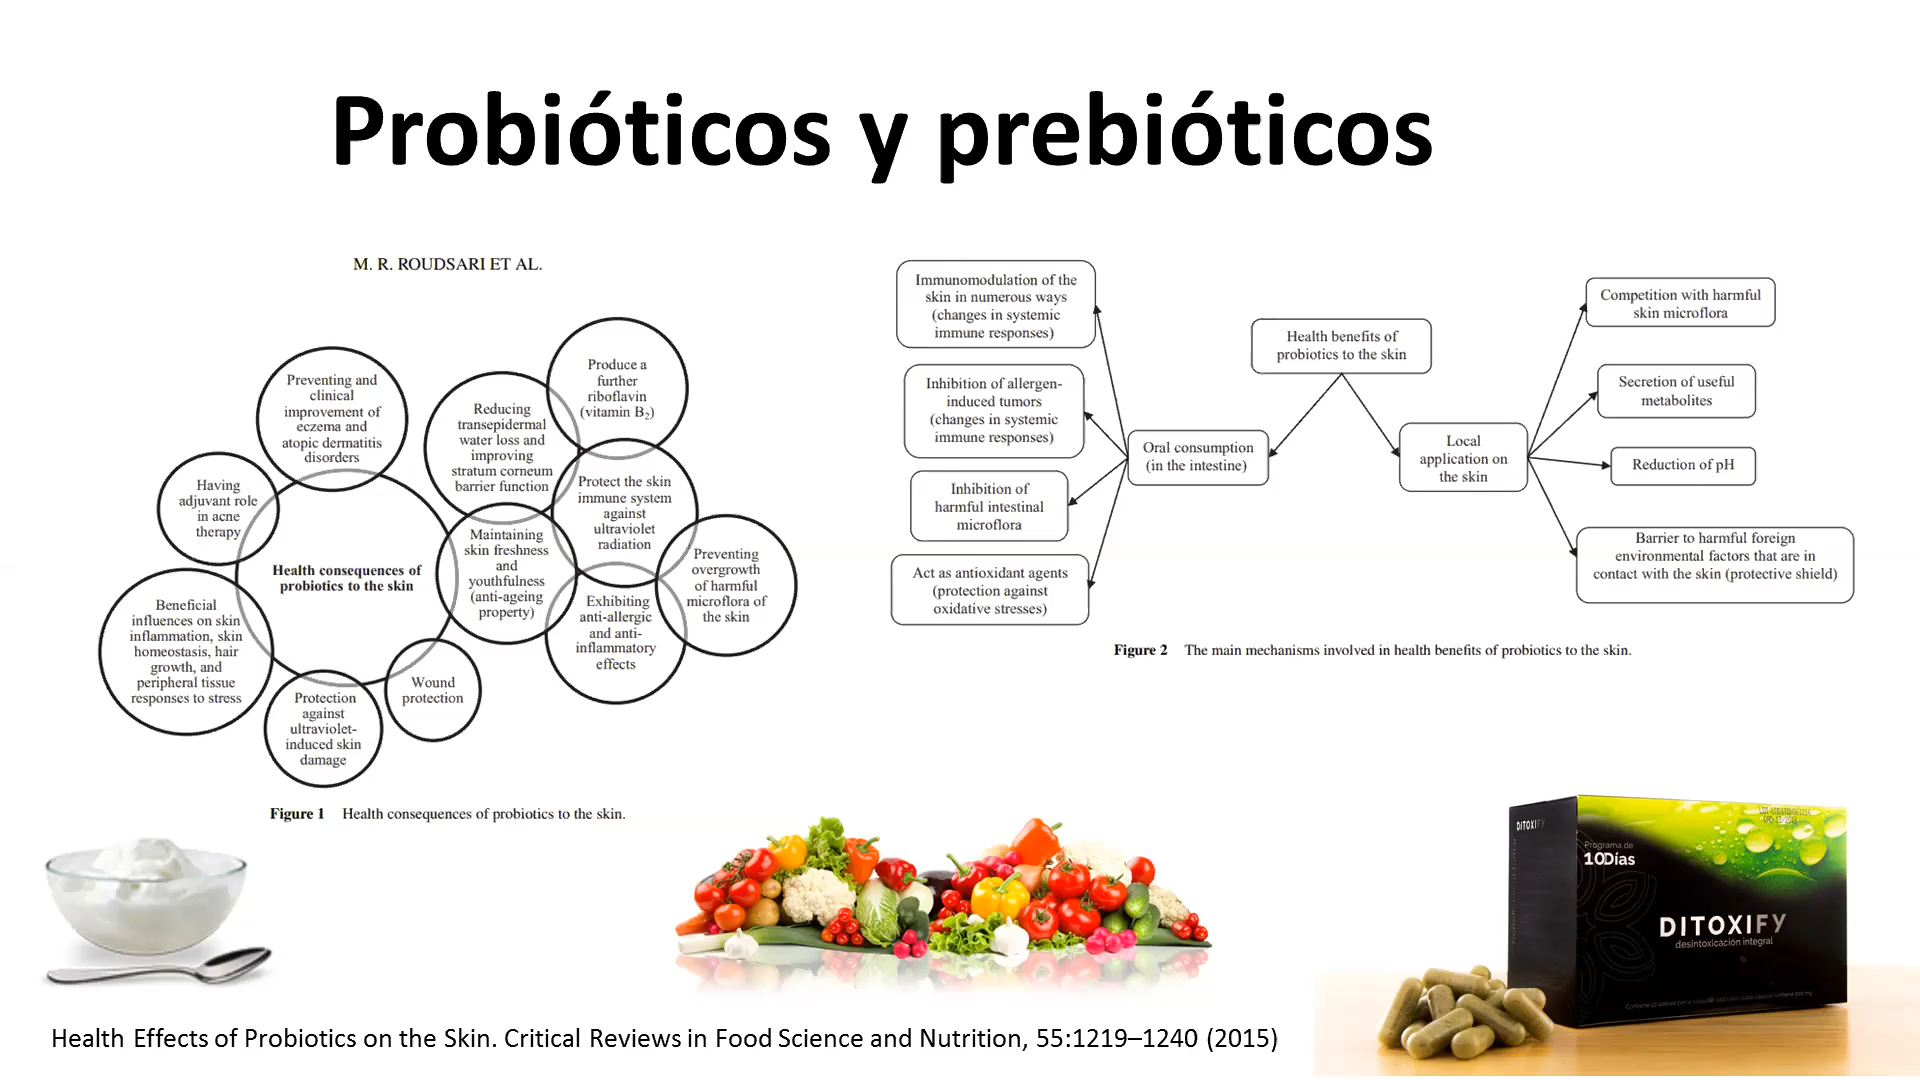 Probióticos y prebióticos
M. R. ROUDSARI ET AL.
Produce a
further
riboflavin
(vitamin B₂)
Preventing and
clinical
improvement of
eczema and
atopic dermatitis
disorders
Reducing
transepidermal
water loss and
improving
stratum corneum
barrier function
Having
adjuvant role
in acne
therapy
Protect the skin
immune system
against
ultraviolet
radiation
Maintaining
skin freshness
and
youthfulness
(anti-ageing
property)
Preventing
overgrowth
of harmful
microflora of
the skin
Health consequences of
probiotics to the skin
Exhibiting
anti-allergic
and anti-
inflammatory
effects
Beneficial
influences on skin
inflammation, skin
homeostasis, hair
growth, and
peripheral tissue
responses to stress
Wound
protection
Protection
against
ultraviolet-
induced skin
damage
Figure 1 Health consequences of probiotics to the skin.
Immunomodulation of the
skin in numerous ways
(changes in systemic
immune responses)
Inhibition of allergen-
induced tumors
(changes in systemic
immune responses)
Inhibition of
harmful intestinal
microflora
Act as antioxidant agents
(protection against
oxidative stresses)
Health benefits of
probiotics to the skin
Oral consumption
(in the intestine)
Local
application on
the skin
Competition with harmful
skin microflora
Secretion of useful
metabolites
Reduction of pH
Barrier to harmful foreign
environmental factors that are in
contact with the skin (protective shield)
Figure 2 The main mechanisms involved in health benefits of probiotics to the skin.
DITOXIFY
Programa de
10Días
DITOXIFY
desintoxicación integral
Health Effects of Probiotics on the Skin. Critical Reviews in Food Science and Nutrition, 55:1219–1240 (2015)